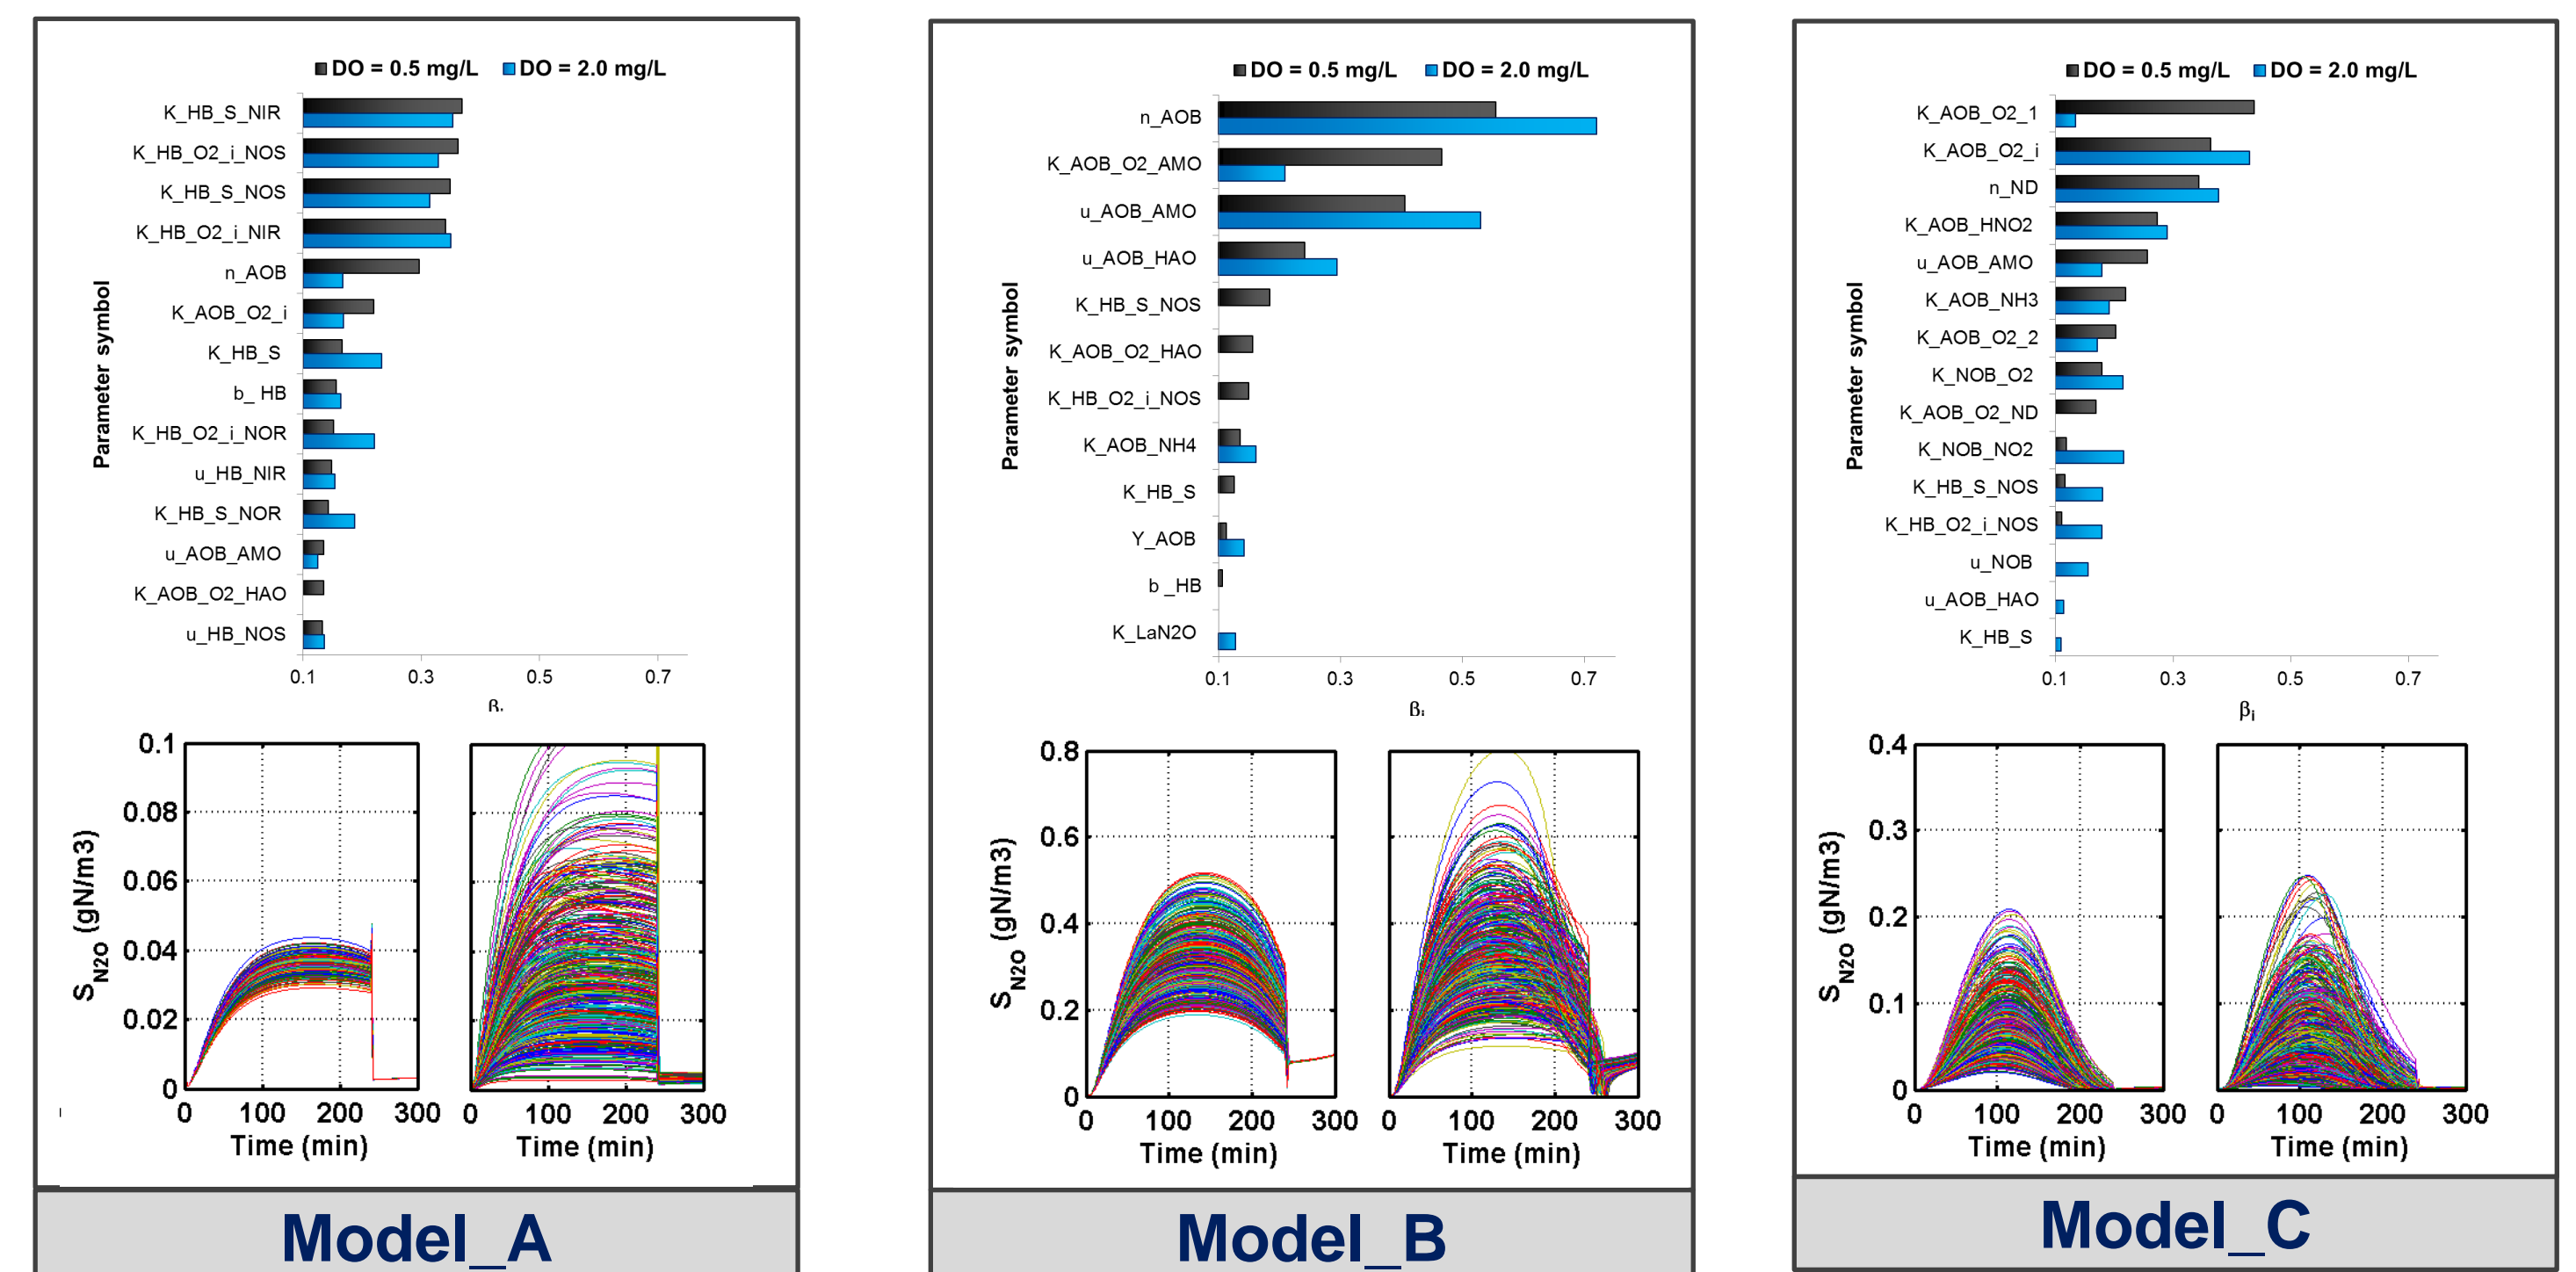 DO = 0.5 mg/L DO = 2.0 mg/L
Parameter symbol
K_HB_S_NIR
K_HB_O2_i_NOS
K_HB_S_NOS
K_HB_O2_i_NIR
n_AOB
K_AOB_O2_i
K_HB_S
b_ HB
K_HB_O2_i_NOR
u_HB_NIR
K_HB_S_NOR
u_AOB_AMO
K_AOB_O2_HAO
u_HB_NOS
0.1 0.3 0.5 0.7
βi
S_N2O (gN/m3)
0.1
0.08
0.06
0.04
0.02
0
0 100 200 300 0 100 200 300
Time (min) Time (min)
Model_A
DO = 0.5 mg/L DO = 2.0 mg/L
Parameter symbol
n_AOB
K_AOB_O2_AMO
u_AOB_AMO
u_AOB_HAO
K_HB_S_NOS
K_AOB_O2_HAO
K_HB_O2_i_NOS
K_AOB_NH4
K_HB_S
Y_AOB
b _HB
K_LaN2O
0.1 0.3 0.5 0.7
βi
S_N2O (gN/m3)
0.8
0.6
0.4
0.2
0
0 100 200 300 0 100 200 300
Time (min) Time (min)
Model_B
DO = 0.5 mg/L DO = 2.0 mg/L
Parameter symbol
K_AOB_O2_1
K_AOB_O2_i
n_ND
K_AOB_HNO2
u_AOB_AMO
K_AOB_NH3
K_AOB_O2_2
K_NOB_O2
K_AOB_O2_ND
K_NOB_NO2
K_HB_S_NOS
K_HB_O2_i_NOS
u_NOB
u_AOB_HAO
K_HB_S
0.1 0.3 0.5 0.7
βi
S_N2O (gN/m3)
0.4
0.3
0.2
0.1
0
0 100 200 300 0 100 200 300
Time (min) Time (min)
Model_C